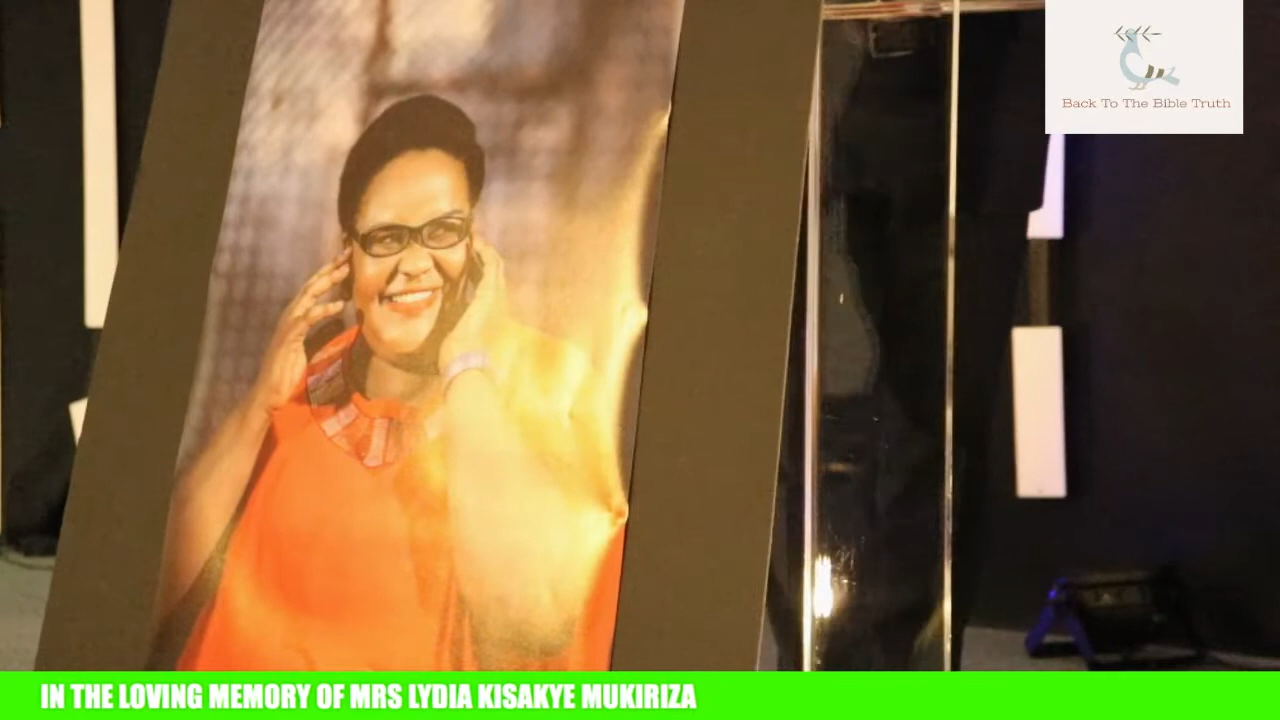 Back To The Bible Truth
IN THE LOVING MEMORY OF MRS LYDIA KISAKYE MUKIRIZA